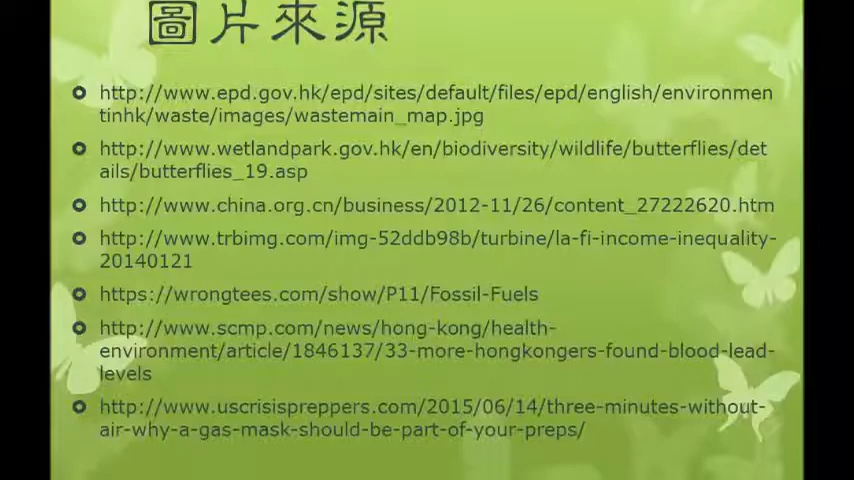 圖片來源
http://www.epd.gov.hk/epd/sites/default/files/epd/english/environmen
tinhk/waste/images/wastemain_map.jpg
http://www.wetlandpark.gov.hk/en/biodiversity/wildlife/butterflies/det
ails/butterflies_19.asp
http://www.china.org.cn/business/2012-11/26/content_27222620.htm
http://www.trbimg.com/img-52ddb98b/turbine/la-fi-income-inequality-
20140121
https://wrongtees.com/show/P11/Fossil-Fuels
http://www.scmp.com/news/hong-kong/health-
environment/article/1846137/33-more-hongkongers-found-blood-lead-
levels
http://www.uscrisispreppers.com/2015/06/14/three-minutes-without-
air-why-a-gas-mask-should-be-part-of-your-preps/